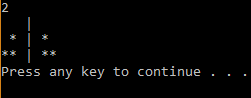 2
   |
 * | *
** | **
Press any key to continue . . .